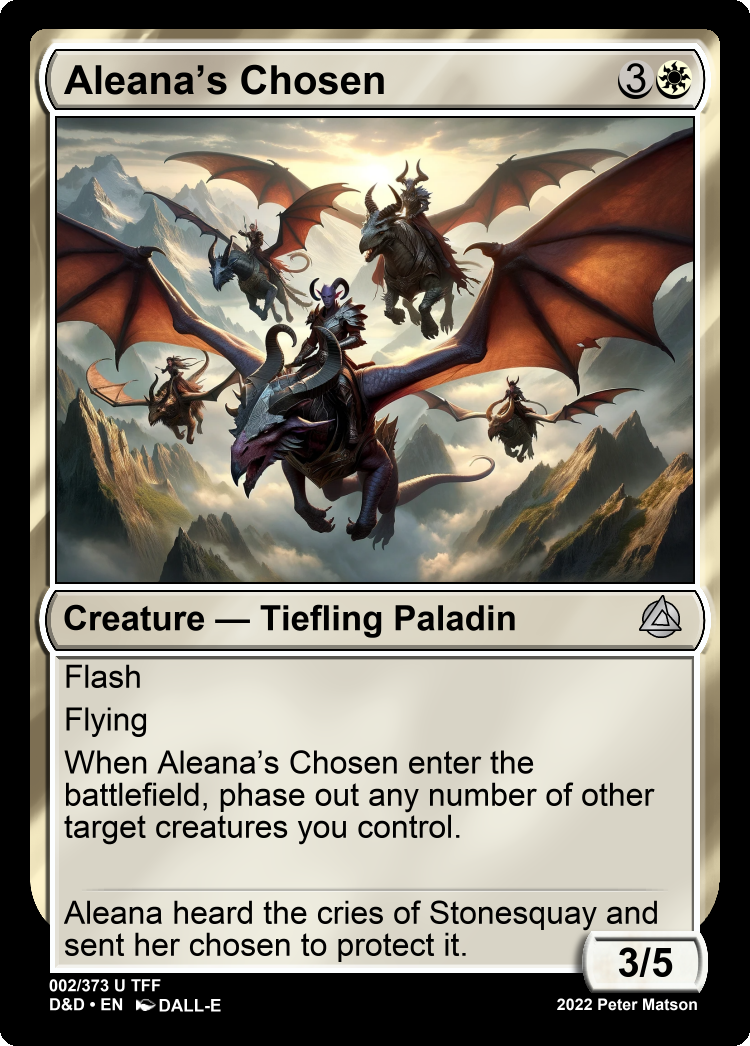 Aleana’s Chosen 3
Creature — Tiefling Paladin
Flash
Flying
When Aleana’s Chosen enter the
battlefield, phase out any number of other
target creatures you control.
Aleana heard the cries of Stonesquay and
sent her chosen to protect it.
3/5
002/373 U TFF
D&D • EN DALL-E
2022 Peter Matson